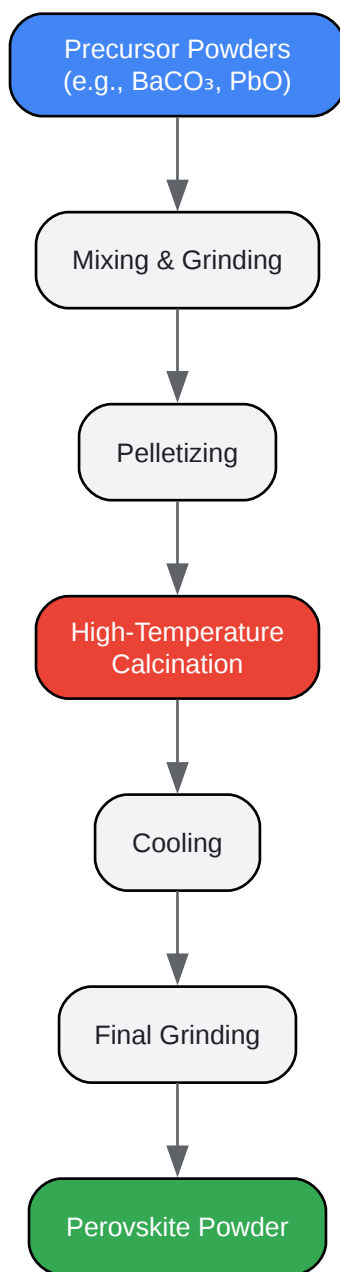 Precursor Powders
(e.g., BaCO₃, PbO)
Mixing & Grinding
Pelletizing
High-Temperature
Calcination
Cooling
Final Grinding
Perovskite Powder